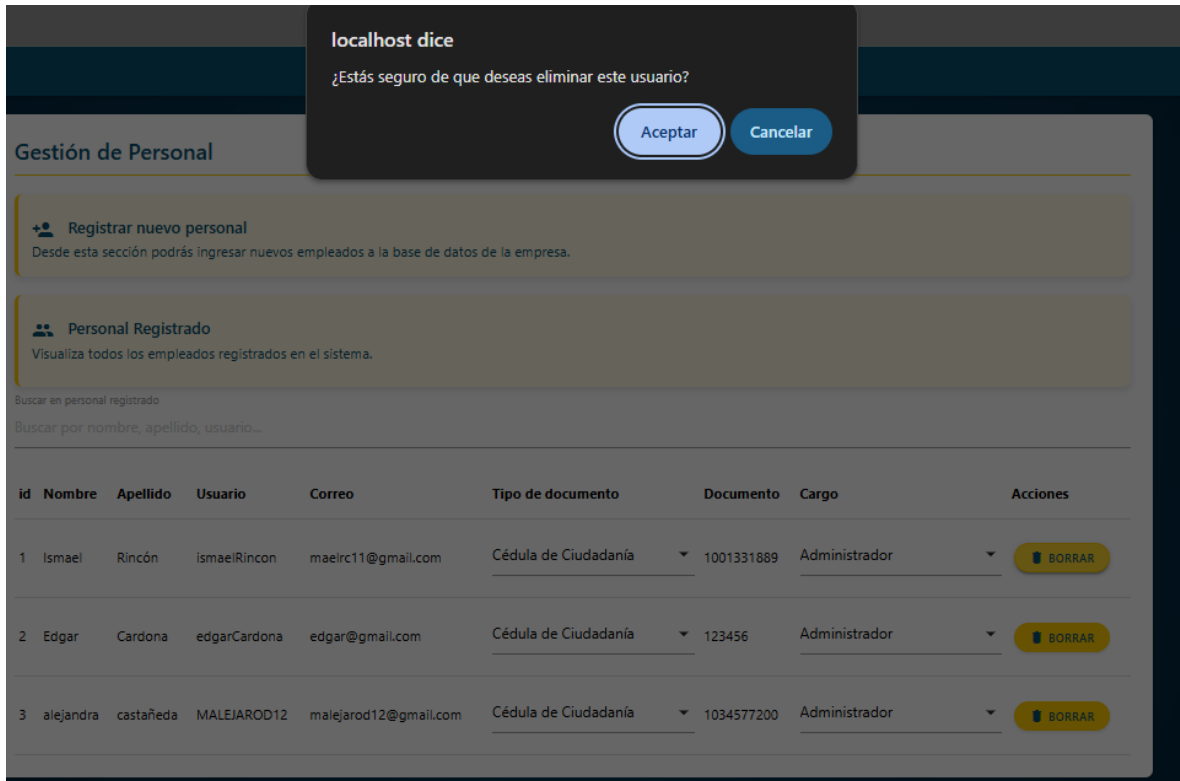 localhost dice
¿Estás seguro de que deseas eliminar este usuario?
Aceptar Cancelar
Gestión de Personal
Registrar nuevo personal
Desde esta sección podrás ingresar nuevos empleados a la base de datos de la empresa.
Personal Registrado
Visualiza todos los empleados registrados en el sistema.
Buscar en personal registrado
Buscar por nombre, apellido, usuario...
id Nombre Apellido Usuario Correo Tipo de documento Documento Cargo Acciones
1 Ismael Rincón ismaelRincon maelrc11@gmail.com Cédula de Ciudadanía 1001331889 Administrador BORRAR
2 Edgar Cardona edgarCardona edgar@gmail.com Cédula de Ciudadanía 123456 Administrador BORRAR
3 alejandra castañeda MALEJAROD12 malejarod12@gmail.com Cédula de Ciudadanía 1034577200 Administrador BORRAR